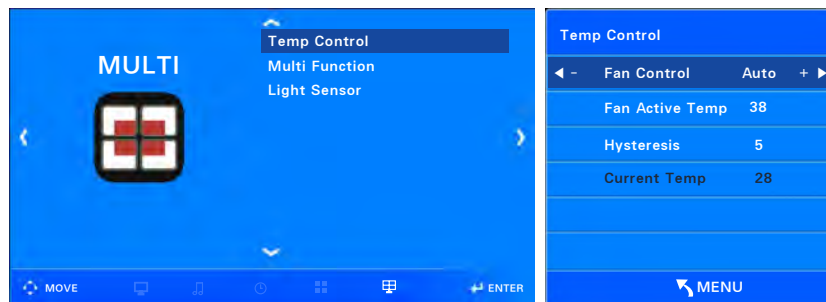 MULTI
Temp Control
Multi Function
Light Sensor
MOVE
ENTER
Temp Control
- Fan Control Auto +
Fan Active Temp 38
Hysteresis 5
Current Temp 28
MENU